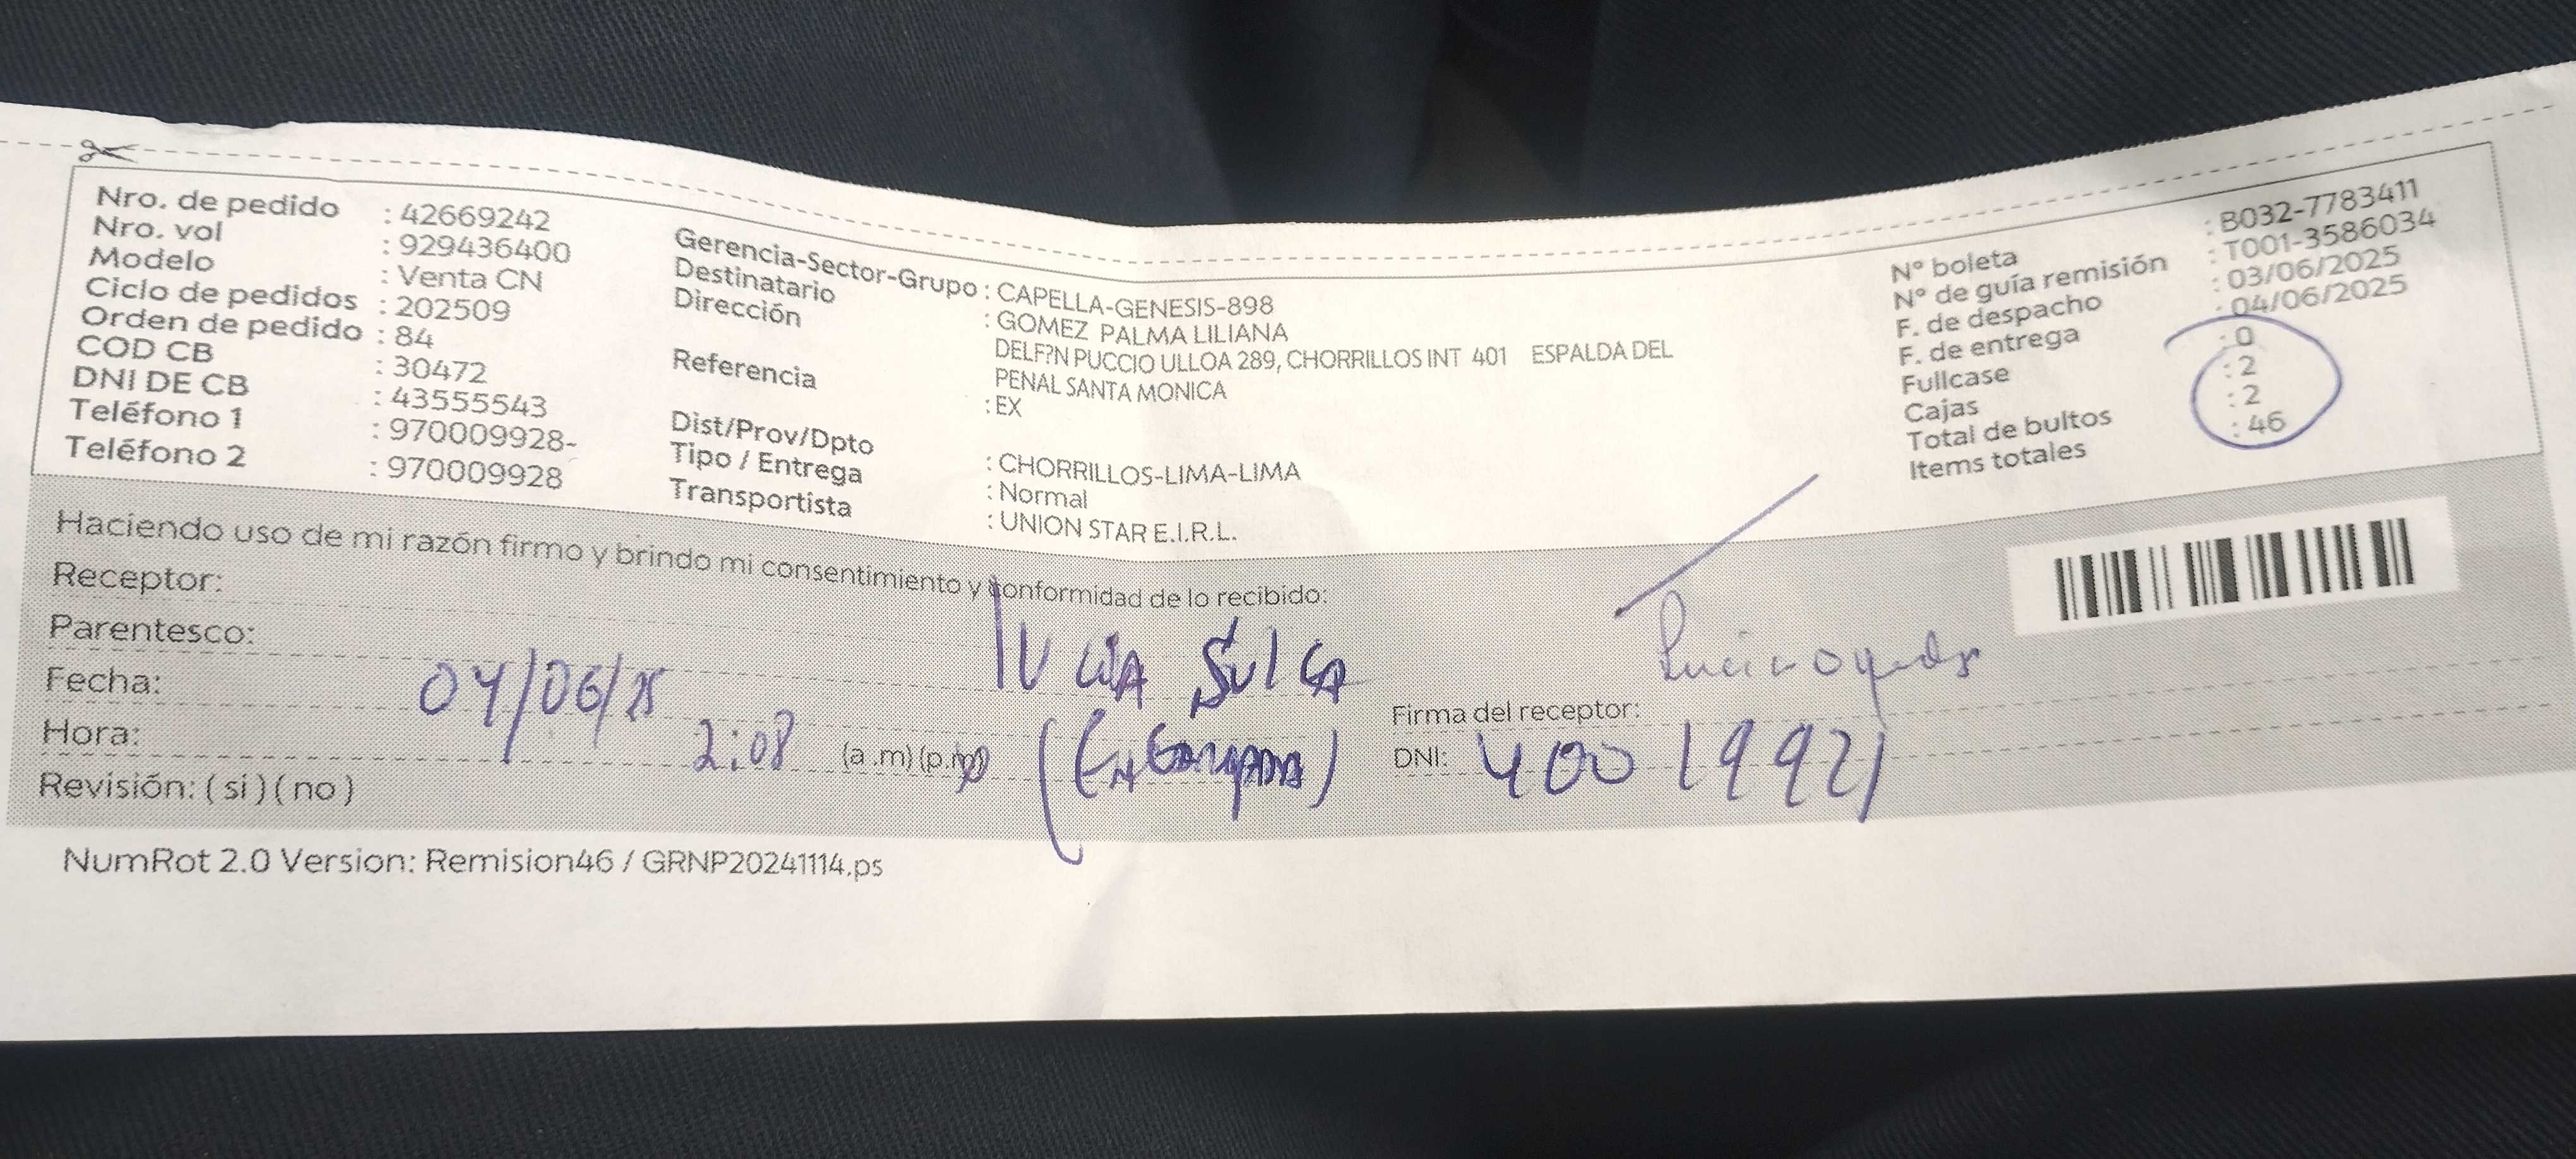 Nro. de pedido : 42669242
Nro. vol : 929436400
Modelo : Venta CN
Ciclo de pedidos : 202509
Orden de pedido : 84
COD CB : 30472
DNI DE CB : 43555543
Teléfono 1 : 970009928-
Teléfono 2 : 970009928
Gerencia-Sector-Grupo : CAPELLA-GENESIS-898
Destinatario : GOMEZ PALMA LILIANA
Dirección DELF?N PUCCIO ULLOA 289, CHORRILLOS INT 401 ESPALDA DEL
PENAL SANTA MONICA
Referencia : EX
Dist/Prov/Dpto : CHORRILLOS-LIMA-LIMA
Tipo / Entrega : Normal
Transportista : UNION STAR E.I.R.L.
N° boleta : B032-7783411
N° de guía remisión : T001-3586034
F. de despacho : 03/06/2025
F. de entrega : 04/06/2025
Fullcase : 0
Cajas : 2
Total de bultos : 2
Items totales : 46
Haciendo uso de mi razón firmo y brindo mi consentimiento y conformidad de lo recibido:
Receptor:
Parentesco: lucia Sulca
Fecha: 04/06/25
Firma del receptor:
Hora: 2:08 (a.m) (p.m) (Encargada)
DNI: 40019921
Revisión: ( si ) ( no )
NumRot 2.0 Version: Remision46 / GRNP20241114.ps